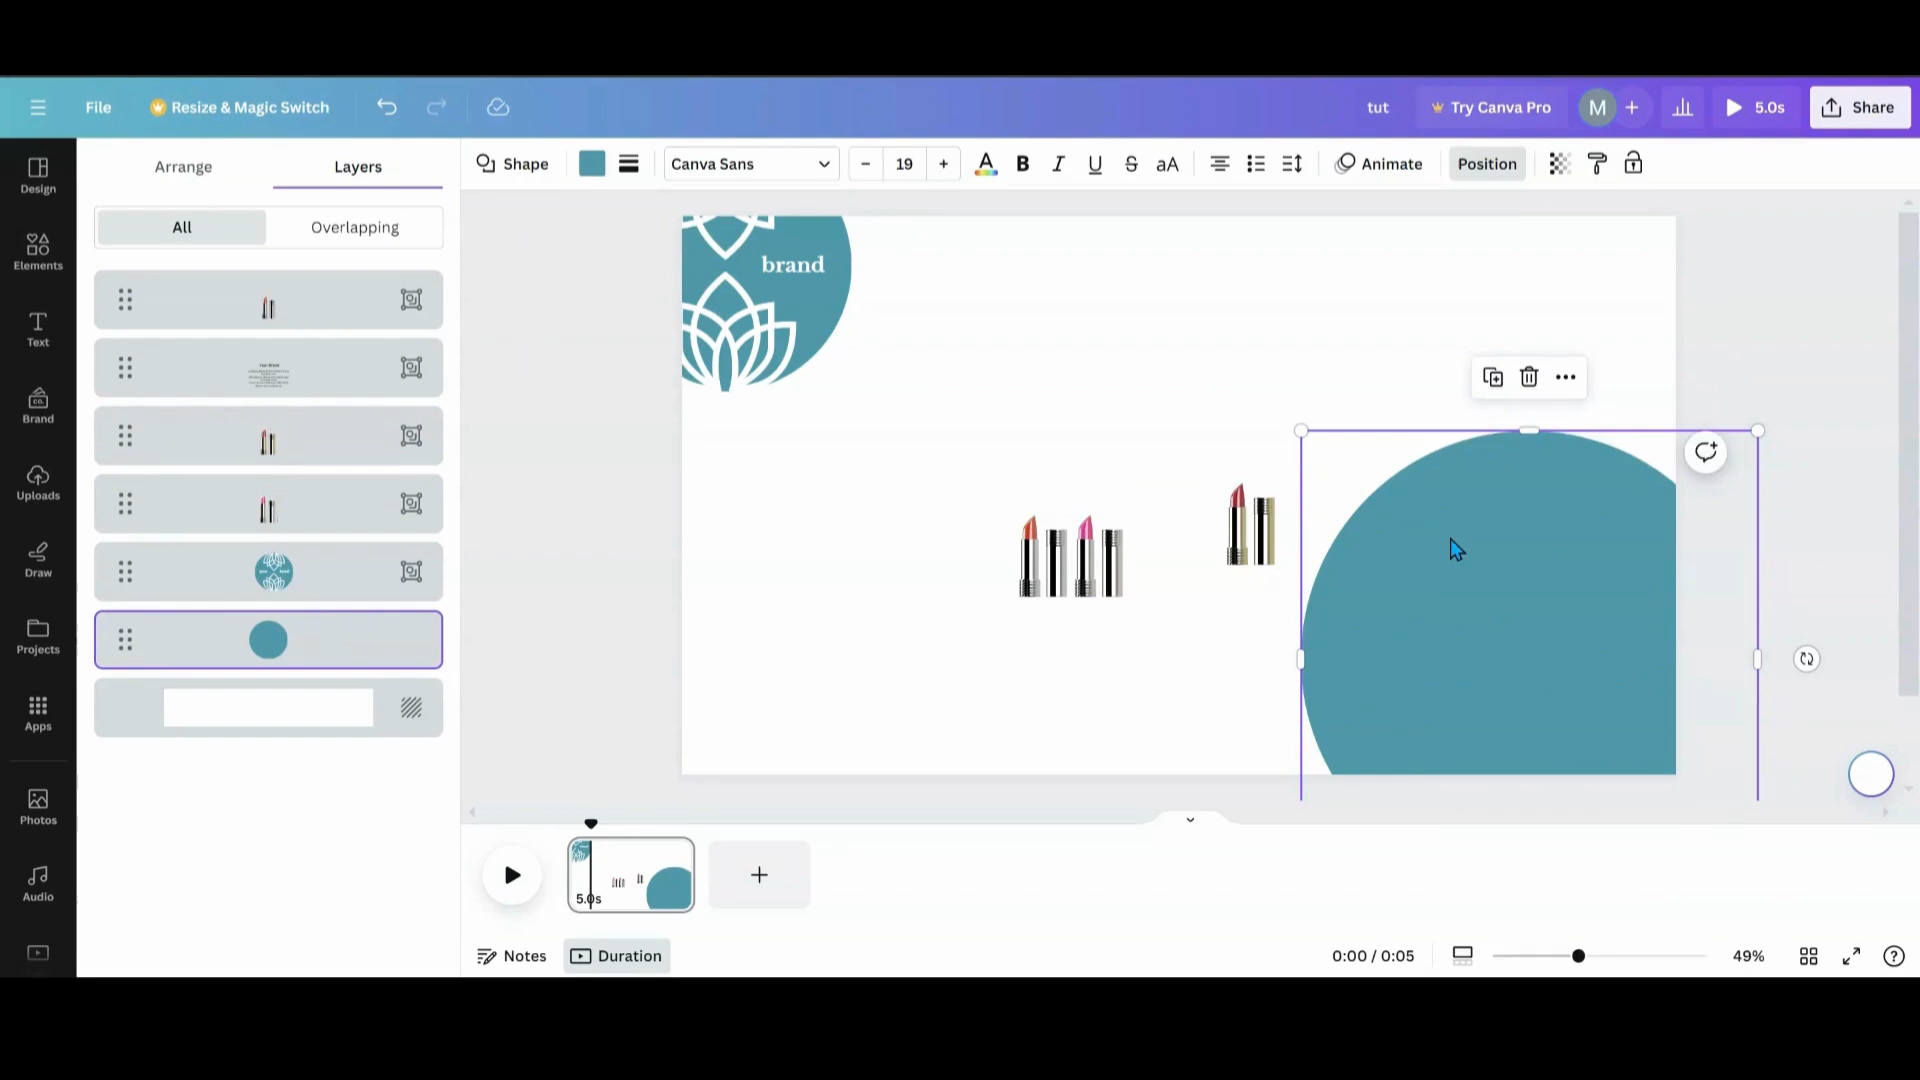 File
Resize & Magic Switch
tut
Try Canva Pro
M
5.0s
Share
Design
Elements
Text
Brand
Uploads
Draw
Projects
Apps
Photos
Audio
Arrange
Layers
All
Overlapping
Shape
Canva Sans
19
B
I
U
S
aA
Animate
Position
brand
5.0s
Notes
Duration
0:00 / 0:05
49%